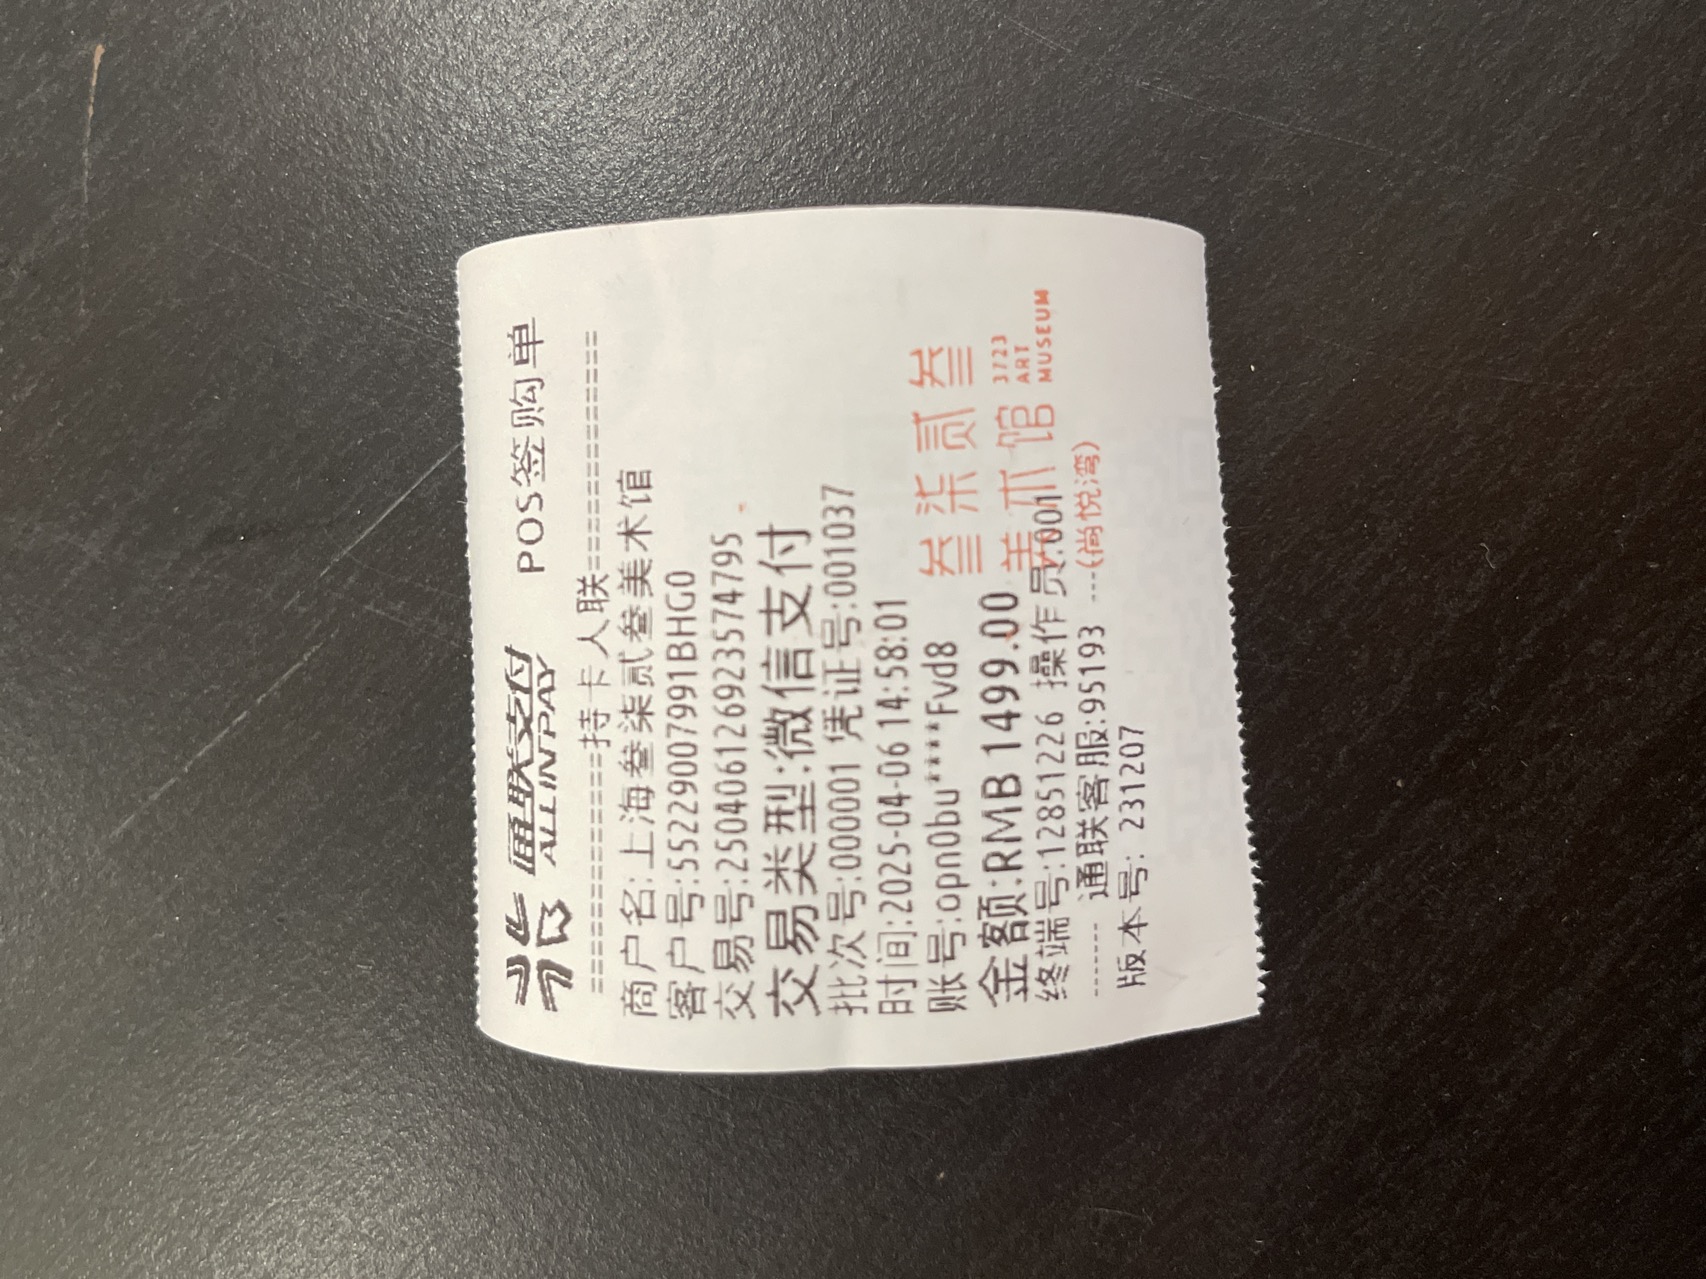 通联支付 POS签购单
ALLINPAY
=============持卡人联===================
商户名:上海叁柒贰叁美术馆
客户号:55229007991BHG0
交易号:250406126923574795
交易类型:微信支付
批次号:000001 凭证号:001037
时间:2025-04-06 14:58:01
账号:opn0bu****Fvd8
金额:RMB 1499.00
终端号:12851226 操作员:001
------ 通联客服:95193 ---
版本号: 231207
叁柒贰叁
美术馆
3723
ART
MUSEUM
(尚悦湾)